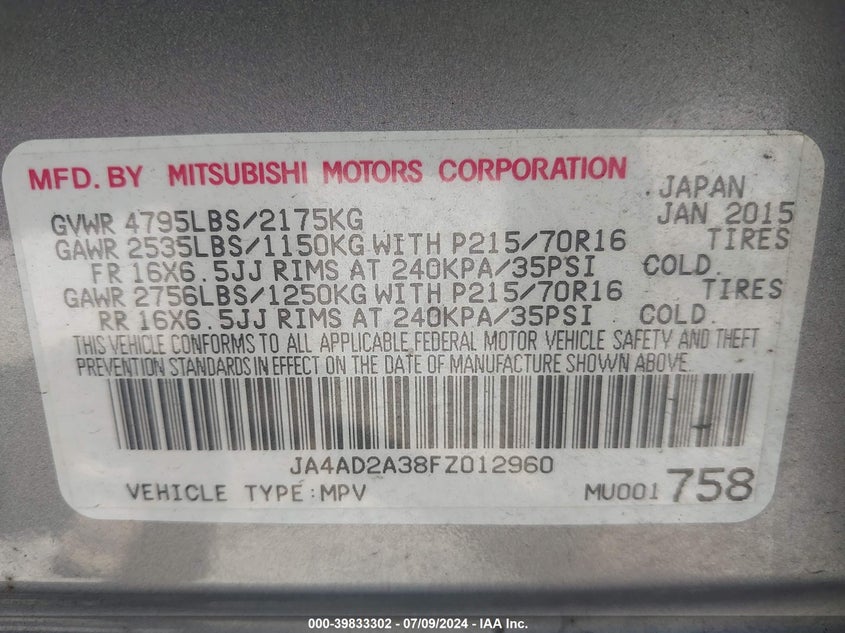 MFD. BY MITSUBISHI MOTORS CORPORATION
. JAPAN
GVWR 4795LBS/2175KG JAN 2015
GAWR 2535LBS/1150KG WITH P215/70R16 TIRES
FR 16X6.5JJ RIMS AT 240KPA/35PSI COLD.
GAWR 2756LBS/1250KG WITH P215/70R16 TIRES
RR 16X6.5JJ RIMS AT 240KPA/35PSI COLD.
THIS VEHICLE CONFORMS TO ALL APPLICABLE FEDERAL MOTOR VEHICLE SAFETY AND THEFT
PREVENTION STANDARDS IN EFFECT ON THE DATE OF MANUFACTURE SHOWN ABOVE.
JA4AD2A38FZ012960
VEHICLE TYPE:MPV MU001 758
000-39833302 - 07/09/2024 - IAA Inc.